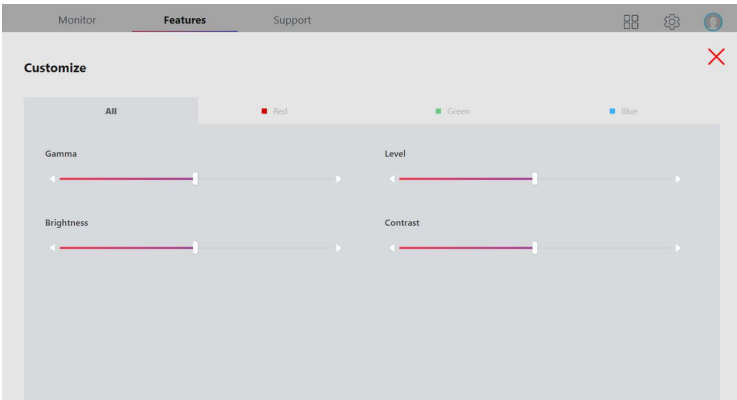 Monitor Features Support
Customize
All Red Green Blue
Gamma Level
Brightness Contrast